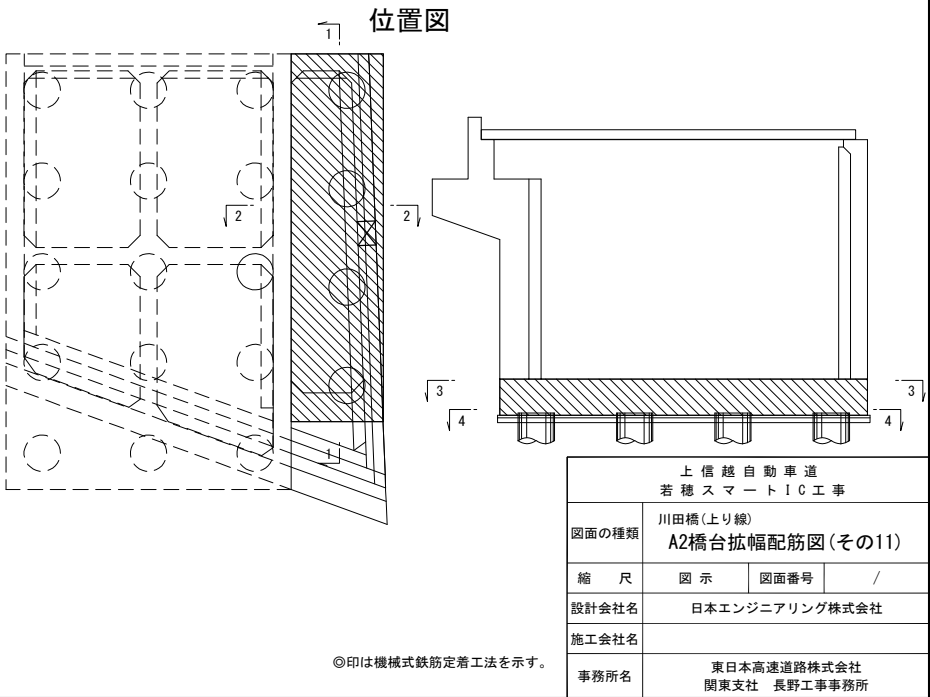 位置図
1
2
2
1
3
3
4
4
上信越自動車道
若穂スマートIC工事
図面の種類
川田橋(上り線)
A2橋台拡幅配筋図(その11)
縮 尺
図 示
図面番号
/
設計会社名
日本エンジニアリング株式会社
施工会社名
事務所名
東日本高速道路株式会社
関東支社 長野工事事務所
◎印は機械式鉄筋定着工法を示す。